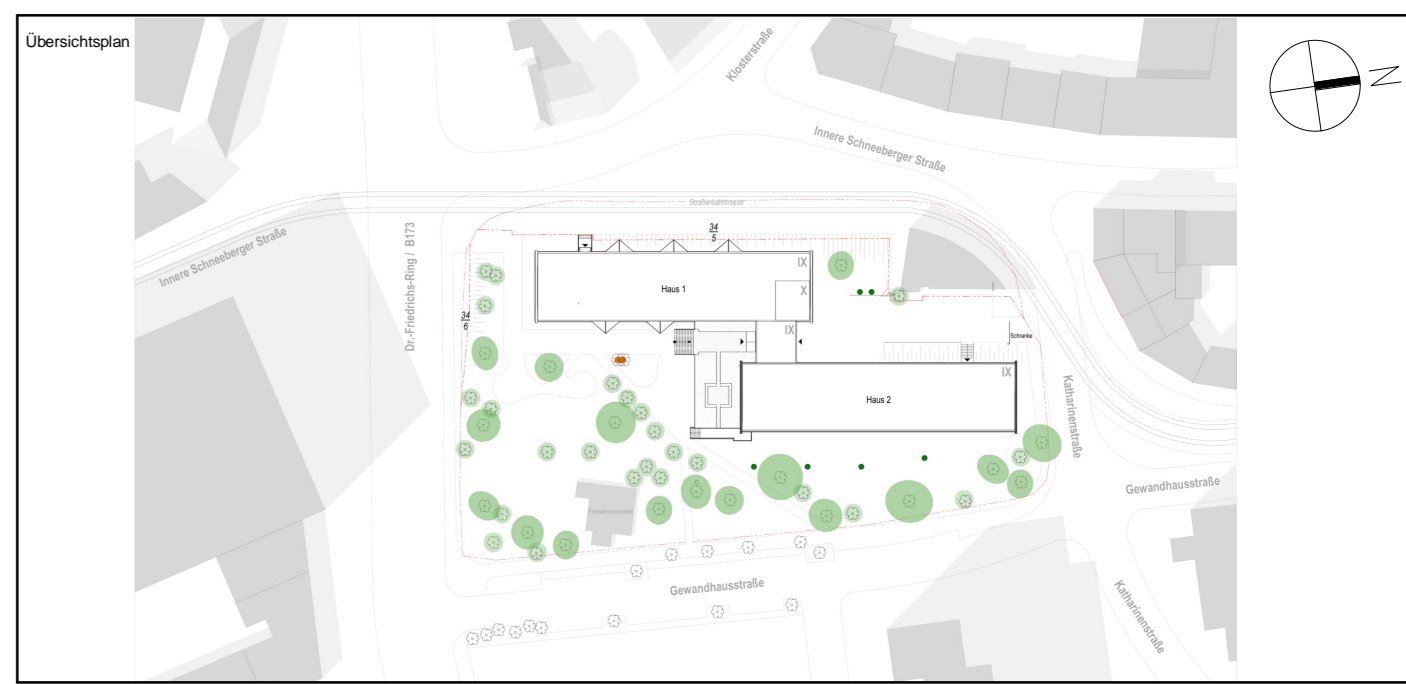 Übersichtsplan
Klosterstraße
N
Innere Schneeberger Straße
Straßenbahntrasse
Innere Schneeberger Straße
Dr.-Friedrichs-Ring / B173
34
5
IX
Haus 1
X
34
6
IX
Schranke
IX
Haus 2
Katharinenstraße
Gewandhausstraße
Gewandhausstraße
Katharinenstraße